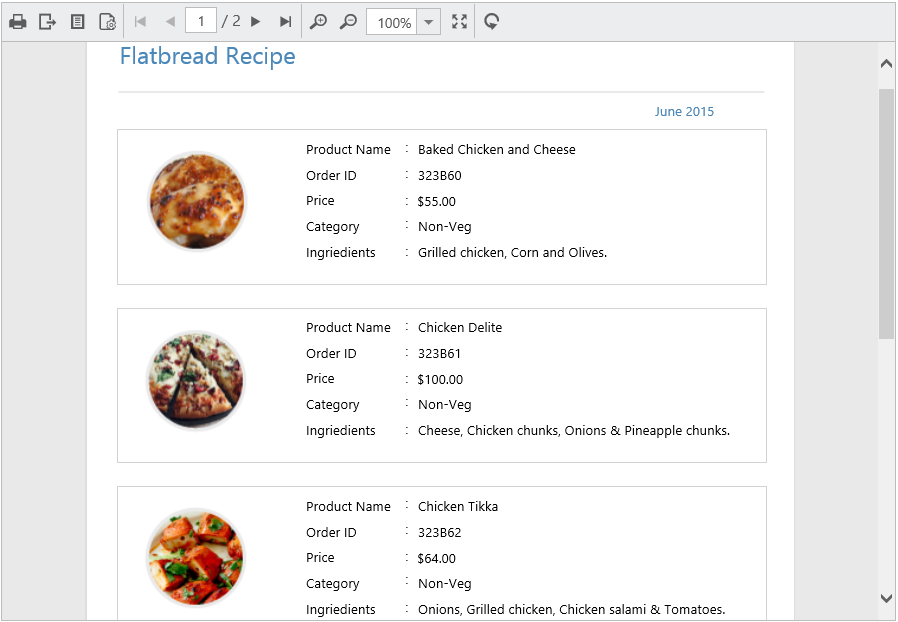 1 / 2 100%
Flatbread Recipe
June 2015
Product Name : Baked Chicken and Cheese
Order ID : 323B60
Price : $55.00
Category : Non-Veg
Ingriedients : Grilled chicken, Corn and Olives.
Product Name : Chicken Delite
Order ID : 323B61
Price : $100.00
Category : Non-Veg
Ingriedients : Cheese, Chicken chunks, Onions & Pineapple chunks.
Product Name : Chicken Tikka
Order ID : 323B62
Price : $64.00
Category : Non-Veg
Ingriedients : Onions, Grilled chicken, Chicken salami & Tomatoes.